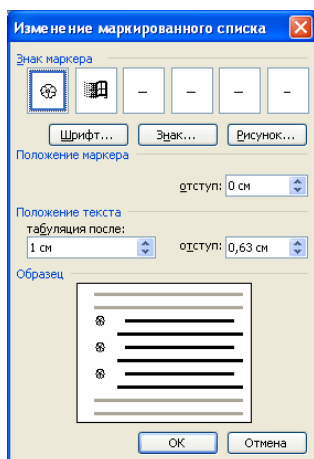 Изменение маркированного списка
Знак маркера
– – – –
Шрифт... Знак... Рисунок...
Положение маркера
отступ: 0 см
Положение текста
табуляция после:
1 см отступ: 0,63 см
Образец
ОК Отмена